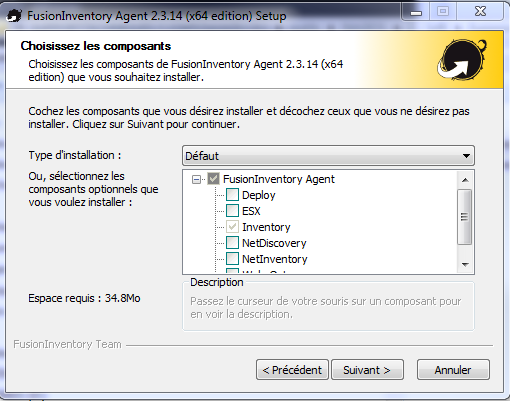 FusionInventory Agent 2.3.14 (x64 edition) Setup
Choisissez les composants
Choisissez les composants de FusionInventory Agent 2.3.14 (x64
edition) que vous souhaitez installer.
Cochez les composants que vous désirez installer et décochez ceux que vous ne désirez pas
installer. Cliquez sur Suivant pour continuer.
Type d'installation :
Défaut
Ou, sélectionnez les
composants optionnels que
vous voulez installer :
FusionInventory Agent
Deploy
ESX
Inventory
NetDiscovery
NetInventory
Espace requis : 34.8Mo
Description
Passez le curseur de votre souris sur un composant pour
en voir la description.
FusionInventory Team
< Précédent
Suivant >
Annuler